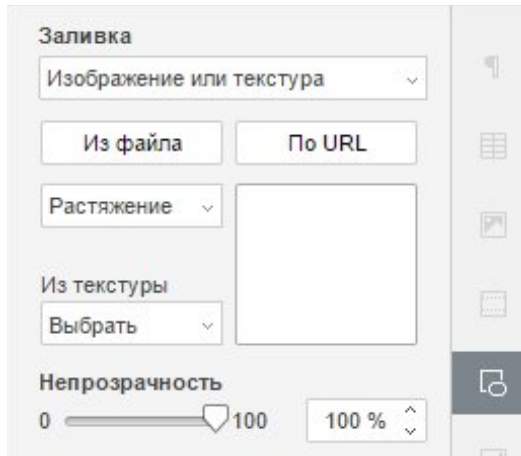 Заливка
Изображение или текстура
Из файла
По URL
Растяжение
Из текстуры
Выбрать
Непрозрачность
0 100 100 %